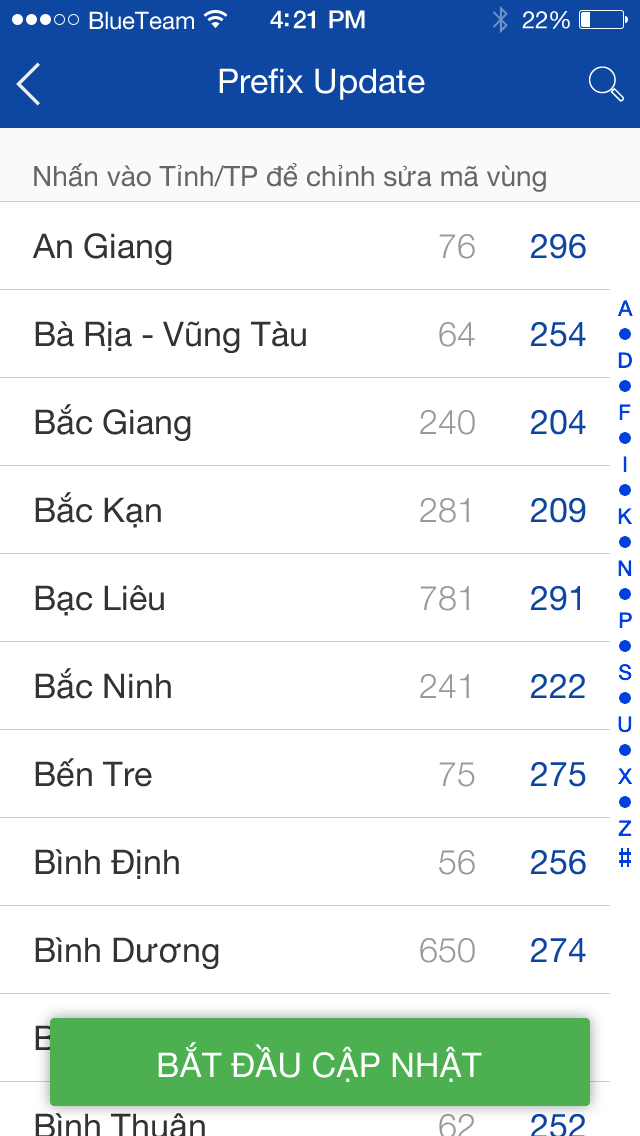 BlueTeam 4:21 PM 22%
Prefix Update
Nhấn vào Tỉnh/TP để chỉnh sửa mã vùng
An Giang 76 296
Bà Rịa - Vũng Tàu 64 254
Bắc Giang 240 204
Bắc Kạn 281 209
Bạc Liêu 781 291
Bắc Ninh 241 222
Bến Tre 75 275
Bình Định 56 256
Bình Dương 650 274
B
BẮT ĐẦU CẬP NHẬT
Bình Thuận 62 252
A
D
F
I
K
N
P
S
U
X
Z
#